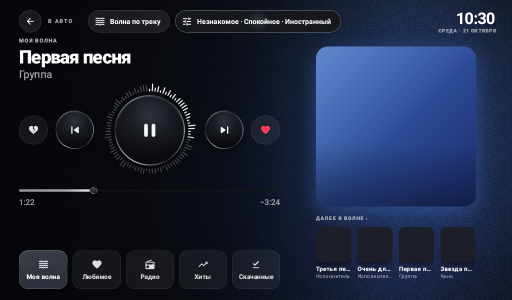 В АВТО
Волна по треку
Незнакомое · Спокойное · Иностранный
10:30
СРЕДА · 21 ОКТЯБРЯ
МОЯ ВОЛНА
Первая песня
Группа
1:22
−3:24
ДАЛЕЕ В ВОЛНЕ ›
Третья пе...
Исполнитель
Очень дл...
Исполнител...
Первая п...
Группа
Звезда п...
Кино
Моя волна
Любимое
Радио
Хиты
Скачанные